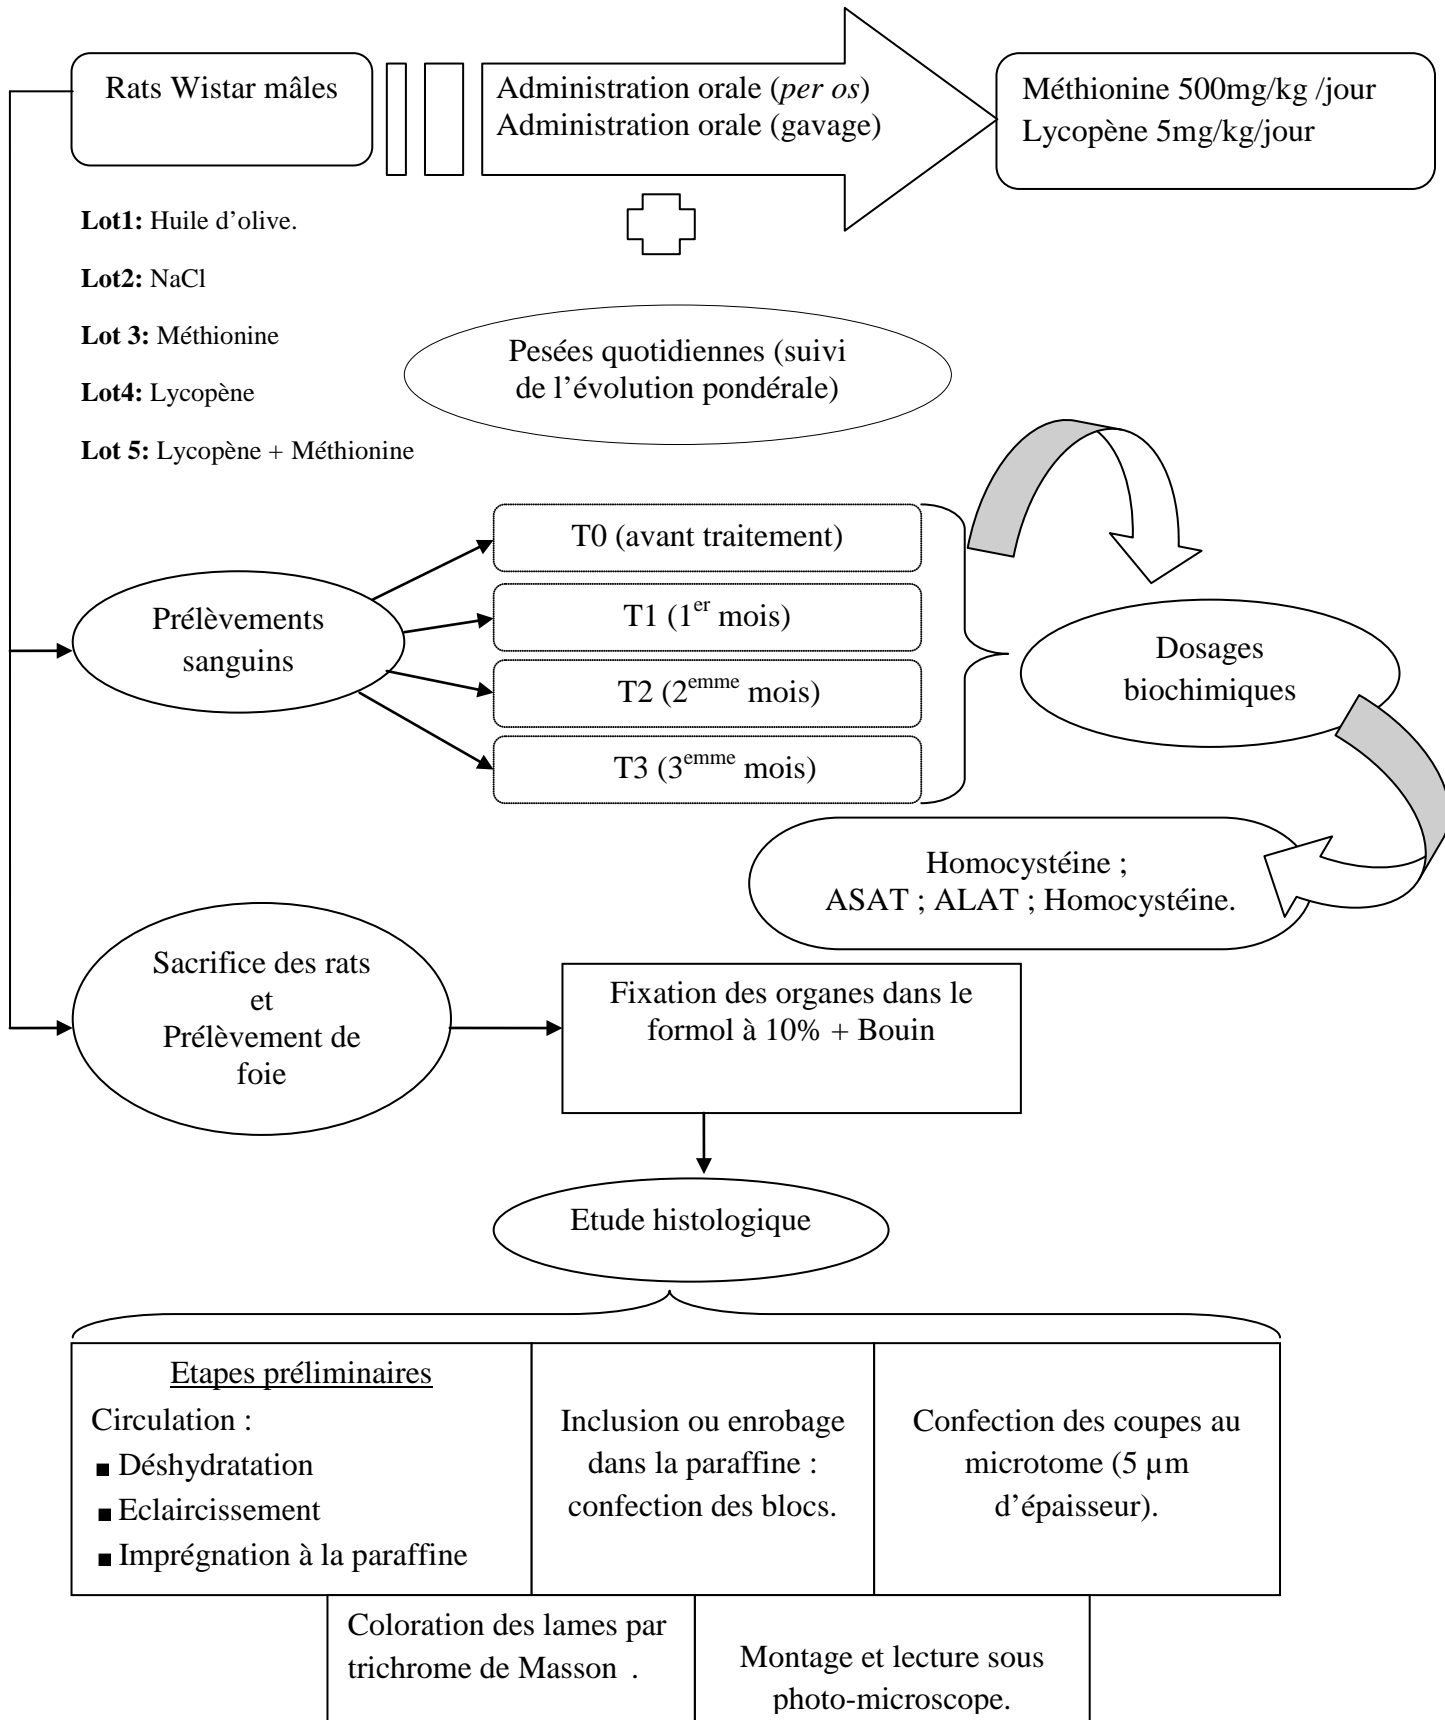 Rats Wistar mâles
Administration orale (per os)
Administration orale (gavage)
Méthionine 500mg/kg /jour
Lycopène 5mg/kg/jour
Lot1: Huile d’olive.
Lot2: NaCl
Lot 3: Méthionine
Lot4: Lycopène
Lot 5: Lycopène + Méthionine
Pesées quotidiennes (suivi
de l’évolution pondérale)
Prélèvements
sanguins
T0 (avant traitement)
T1 (1er mois)
T2 (2emme mois)
T3 (3emme mois)
Dosages
biochimiques
Homocystéine ;
ASAT ; ALAT ; Homocystéine.
Sacrifice des rats
et
Prélèvement de
foie
Fixation des organes dans le
formol à 10% + Bouin
Etude histologique
Etapes préliminaires
Circulation :
■ Déshydratation
■ Eclaircissement
■ Imprégnation à la paraffine
Inclusion ou enrobage
dans la paraffine :
confection des blocs.
Confection des coupes au
microtome (5 µm
d’épaisseur).
Coloration des lames par
trichrome de Masson .
Montage et lecture sous
photo-microscope.